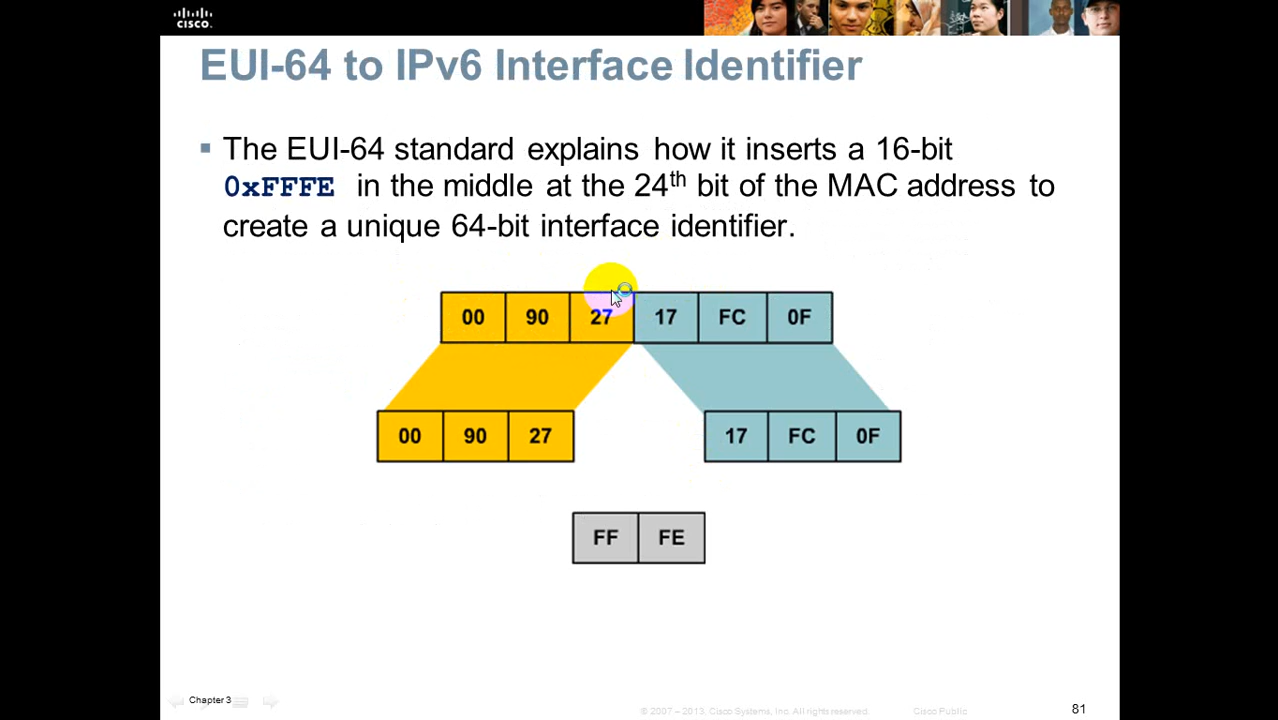 CISCO
EUI-64 to IPv6 Interface Identifier
▪ The EUI-64 standard explains how it inserts a 16-bit
0xFFFE in the middle at the 24th bit of the MAC address to
create a unique 64-bit interface identifier.
00 90 27 17 FC 0F
00 90 27 17 FC 0F
FF FE
Chapter 3
© 2007 – 2013, Cisco Systems, Inc. All rights reserved. Cisco Public 81